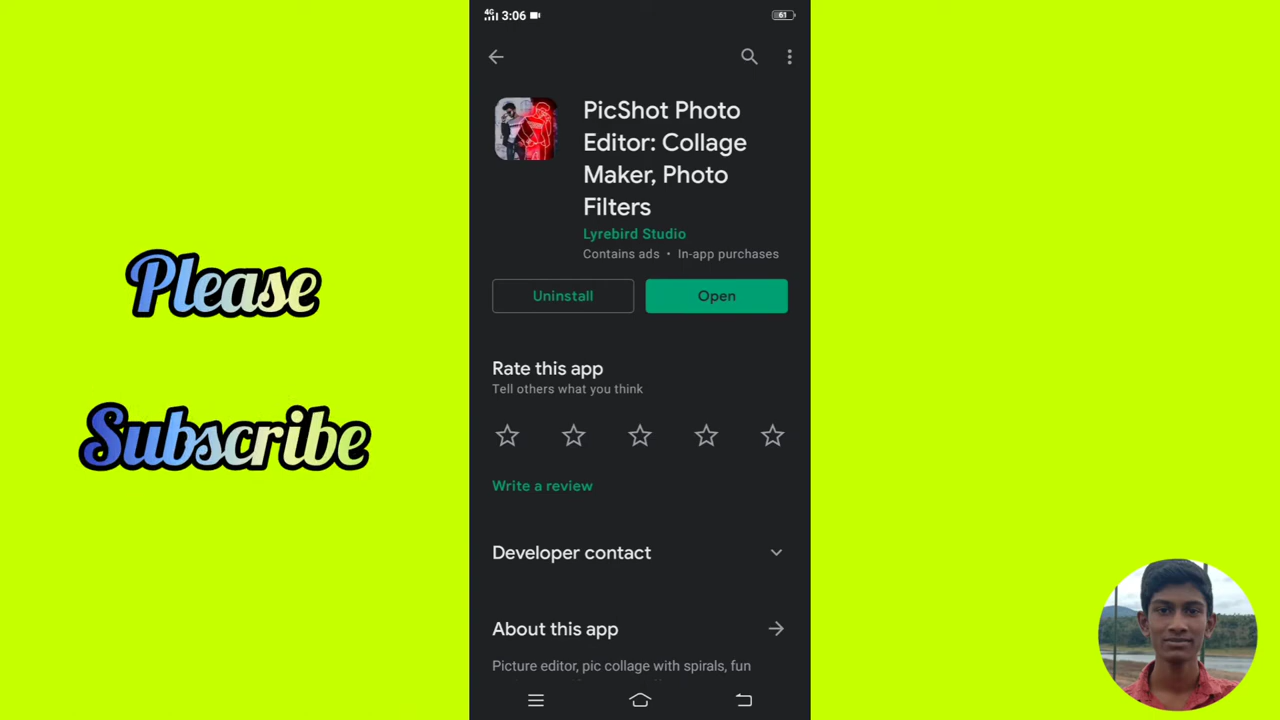 4G 3:06 61
PicShot Photo
Editor: Collage
Maker, Photo
Filters
Lyrebird Studio
Contains ads • In-app purchases
Uninstall Open
Rate this app
Tell others what you think
Write a review
Developer contact
About this app
Picture editor, pic collage with spirals, fun
Please
Subscribe